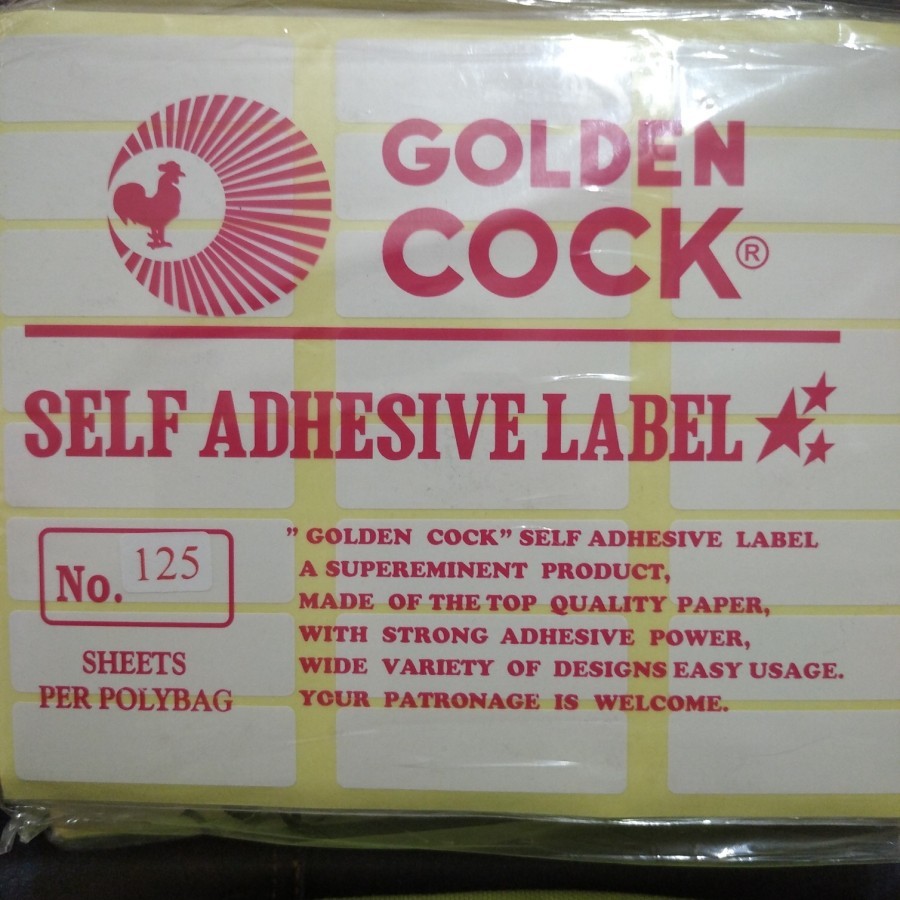 GOLDEN
COCK®
SELF ADHESIVE LABEL
No. 125
SHEETS
PER POLYBAG
” GOLDEN COCK” SELF ADHESIVE LABEL
A SUPEREMINENT PRODUCT,
MADE OF THE TOP QUALITY PAPER,
WITH STRONG ADHESIVE POWER,
WIDE VARIETY OF DESIGNS EASY USAGE.
YOUR PATRONAGE IS WELCOME.